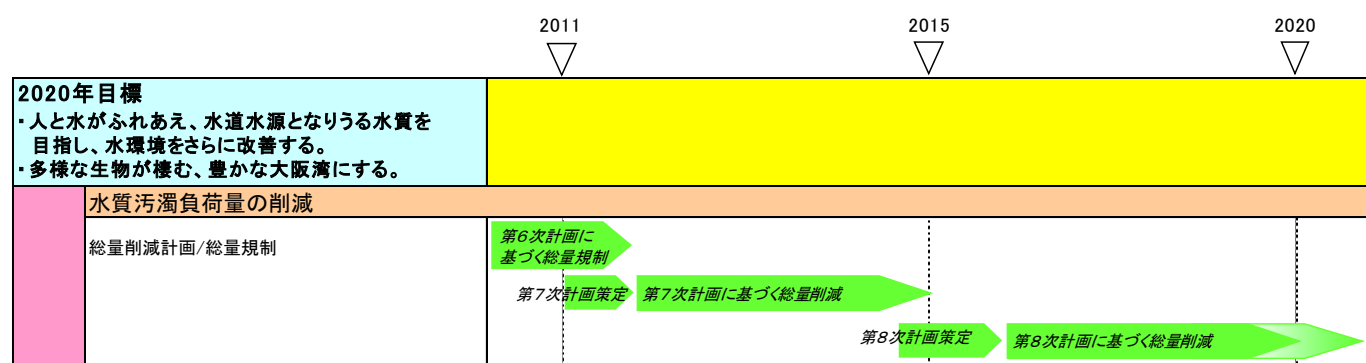 2011
2015
2020
2020年目標
・人と水がふれあえ、水道水源となりうる水質を
目指し、水環境をさらに改善する。
・多様な生物が棲む、豊かな大阪湾にする。
水質汚濁負荷量の削減
総量削減計画/総量規制
第６次計画に
基づく総量規制
第７次計画策定
第７次計画に基づく総量削減
第８次計画策定
第８次計画に基づく総量削減